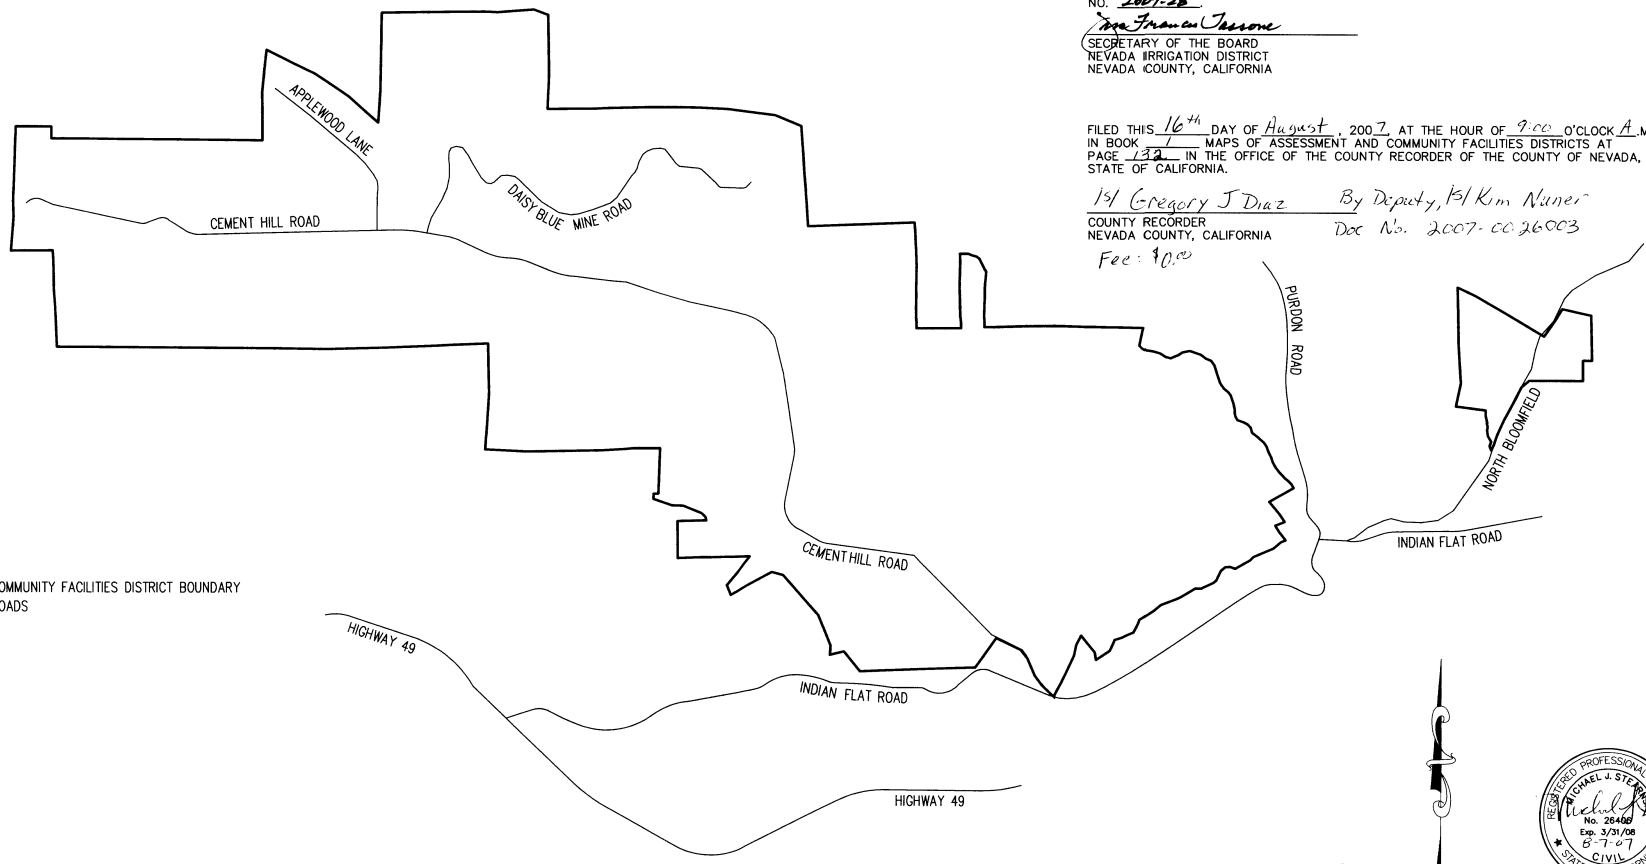 NO. 2007-28.
SECRETARY OF THE BOARD
NEVADA IRRIGATION DISTRICT
NEVADA COUNTY, CALIFORNIA
FILED THIS 16th DAY OF August, 2007, AT THE HOUR OF 9:00 O'CLOCK A.M
IN BOOK 1 MAPS OF ASSESSMENT AND COMMUNITY FACILITIES DISTRICTS AT
PAGE 132 IN THE OFFICE OF THE COUNTY RECORDER OF THE COUNTY OF NEVADA,
STATE OF CALIFORNIA.
/s/ Gregory J Diaz By Deputy, /s/ Kim
COUNTY RECORDER
NEVADA COUNTY, CALIFORNIA
Doc No. 2007-0026003
Fee: $0.00
APPLEWOOD LANE
DAISY BLUE MINE ROAD
CEMENT HILL ROAD
PURDON ROAD
NORTH BLOOMFIELD
INDIAN FLAT ROAD
CEMENT HILL ROAD
OMMUNITY FACILITIES DISTRICT BOUNDARY
OADS
HIGHWAY 49
INDIAN FLAT ROAD
HIGHWAY 49
REGISTERED PROFESSIONAL
MICHAEL J. STEARN
No. 26406
Exp. 3/31/08
8-7-07
CIVIL